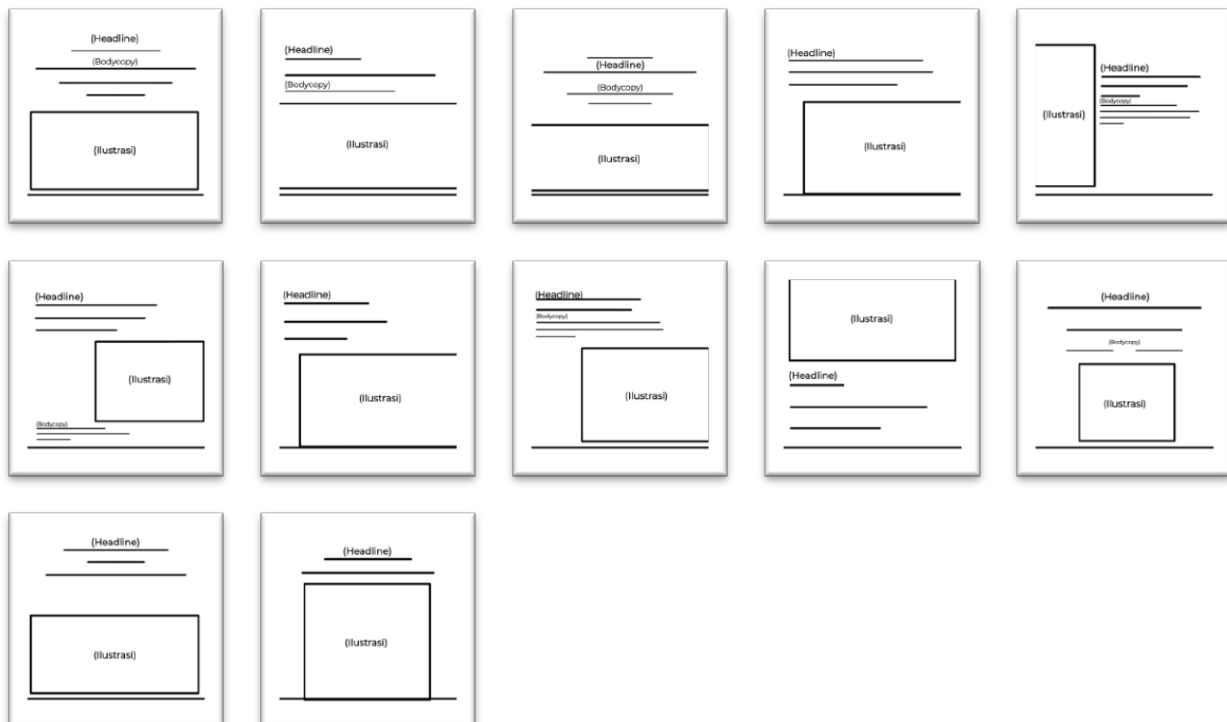 (Headline)
(Bodycopy)
(Ilustrasi)
(Headline)
(Bodycopy)
(Ilustrasi)
(Headline)
(Bodycopy)
(Ilustrasi)
(Headline)
(Ilustrasi)
(Headline)
(Bodycopy)
(Ilustrasi)
(Headline)
(Ilustrasi)
(Bodycopy)
(Headline)
(Ilustrasi)
(Headline)
(Bodycopy)
(Ilustrasi)
(Ilustrasi)
(Headline)
(Headline)
(Bodycopy)
(Ilustrasi)
(Headline)
(Ilustrasi)
(Headline)
(Ilustrasi)